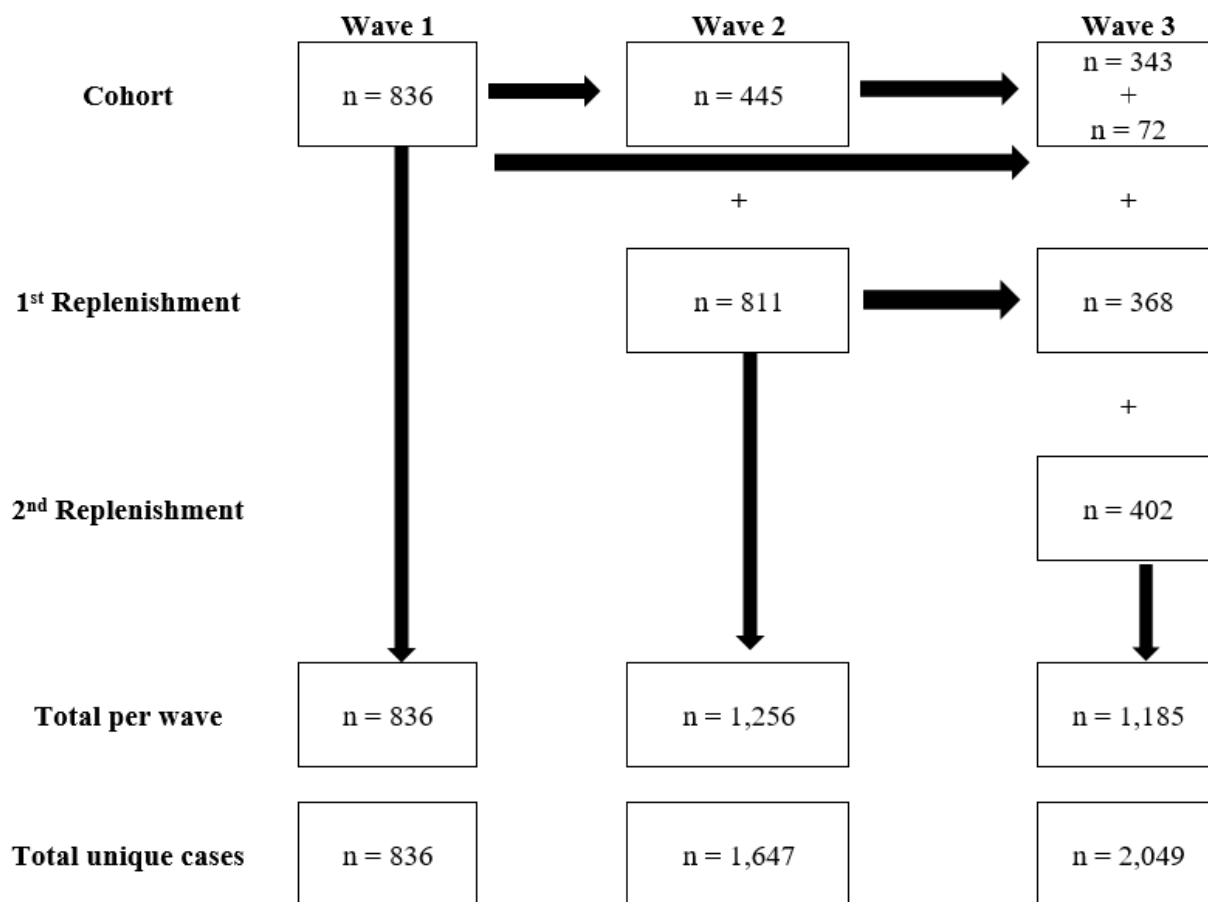 Wave 1 Wave 2 Wave 3
Cohort n = 836 n = 445 n = 343
+
n = 72
+ +
1st Replenishment n = 811 n = 368
+
2nd Replenishment n = 402
Total per wave n = 836 n = 1,256 n = 1,185
Total unique cases n = 836 n = 1,647 n = 2,049